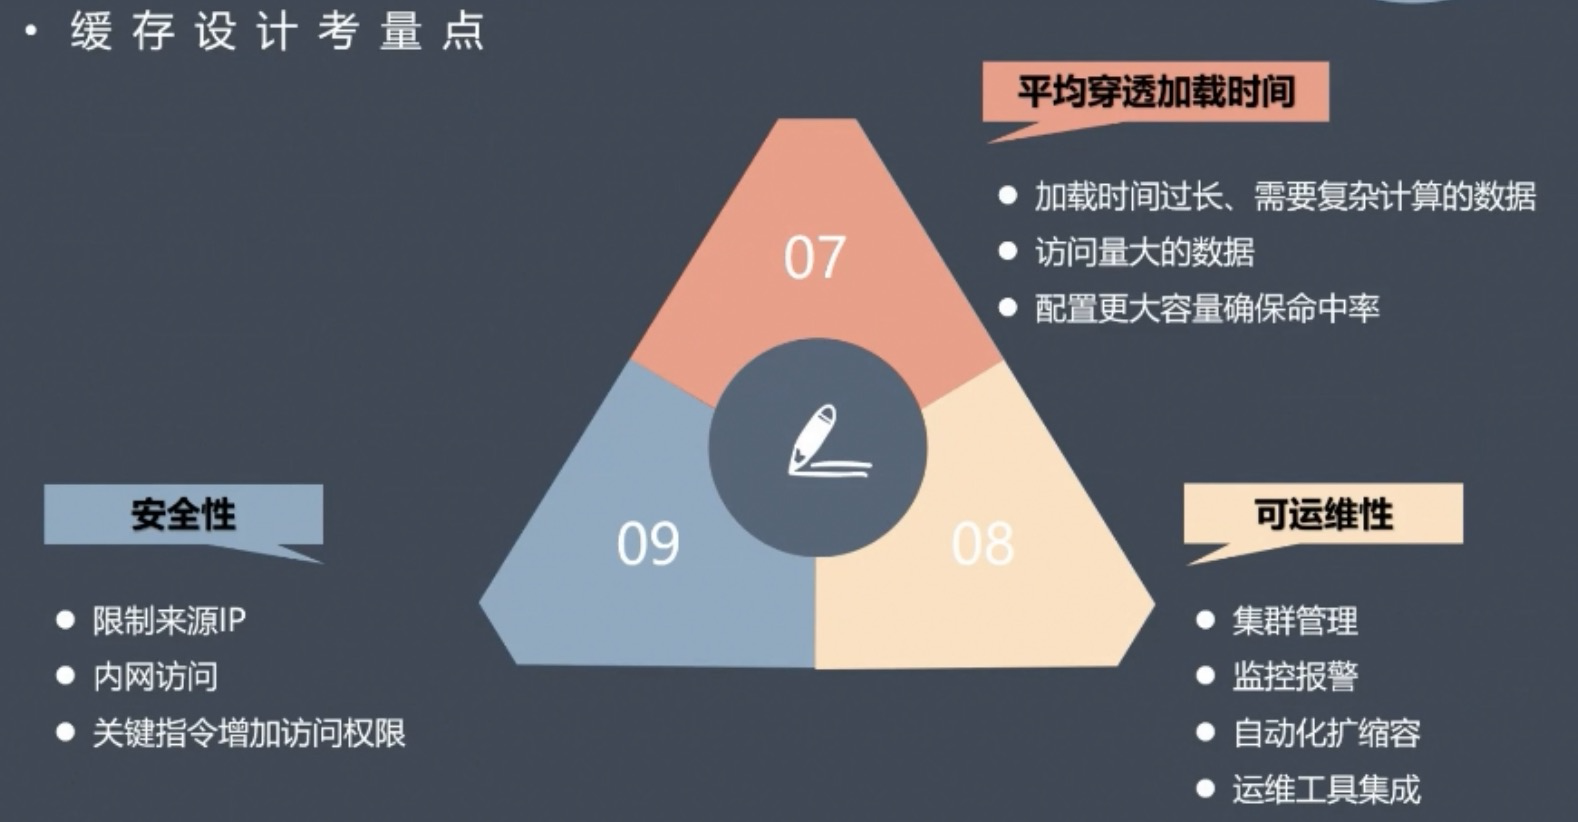 • 缓存设计考量点
平均穿透加载时间
● 加载时间过长、需要复杂计算的数据
● 访问量大的数据
● 配置更大容量确保命中率
07
安全性
● 限制来源IP
● 内网访问
● 关键指令增加访问权限
09
08
可运维性
● 集群管理
● 监控报警
● 自动化扩缩容
● 运维工具集成